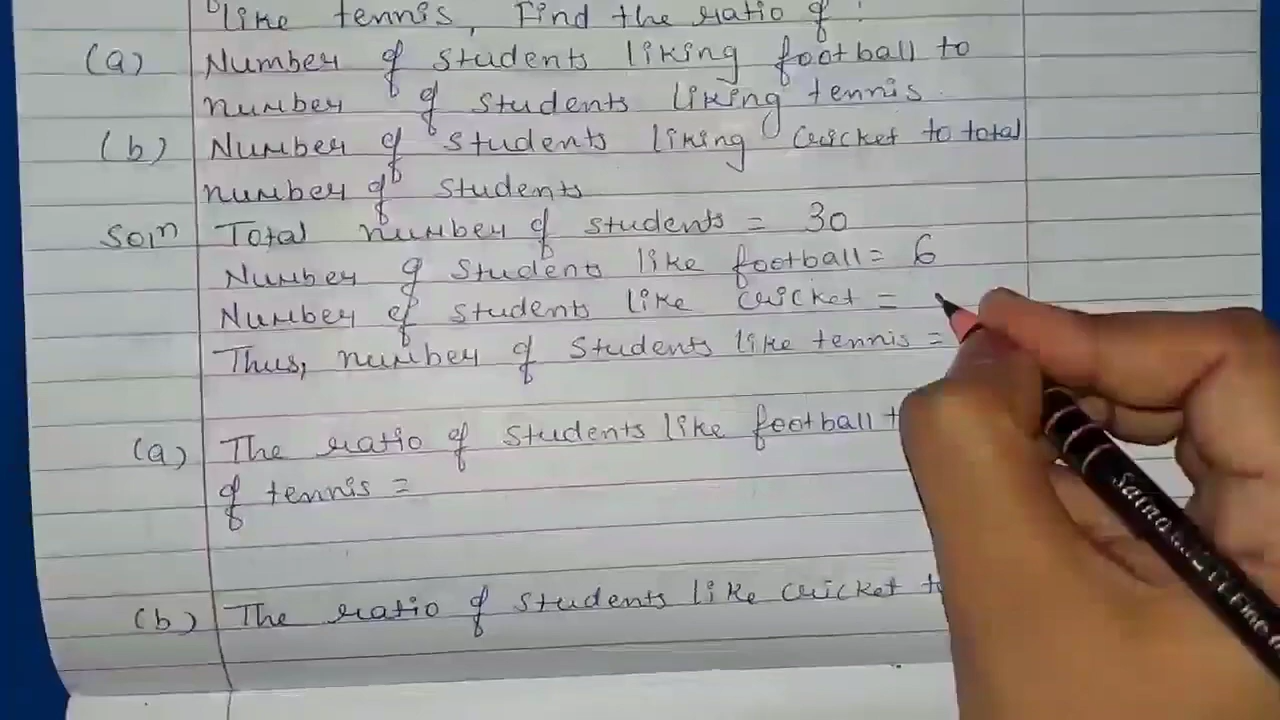 like tennis, Find the ratio of :
(a) Number of students liking football to
number of students liking tennis.
(b) Number of students liking cricket to total
number of students
Soln Total number of students = 30
Number of students like football = 6
Number of students like cricket =
Thus, number of students like tennis =
(a) The ratio of students like football
of tennis =
(b) The ratio of students like cricket